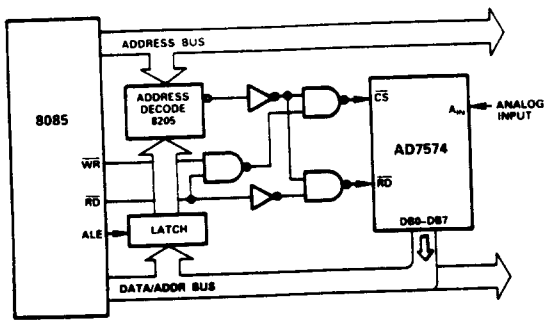 ADDRESS BUS
8085
ADDRESS
DECODE
8205
CS
A_IN
ANALOG
INPUT
AD7574
WR
RD
RD
ALE
LATCH
DB0–DB7
DATA/ADDR BUS